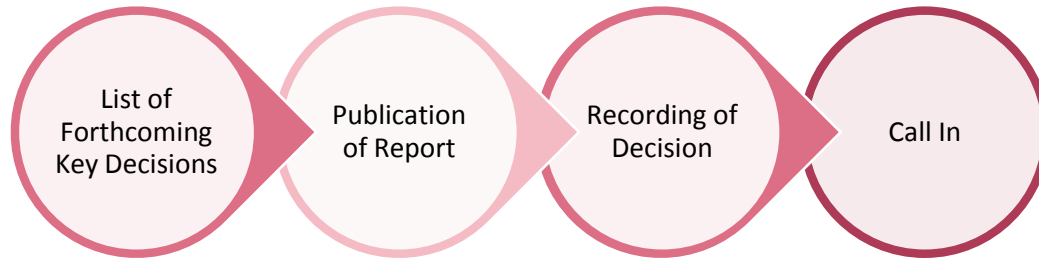 List of
Forthcoming
Key Decisions
Publication
of Report
Recording of
Decision
Call In